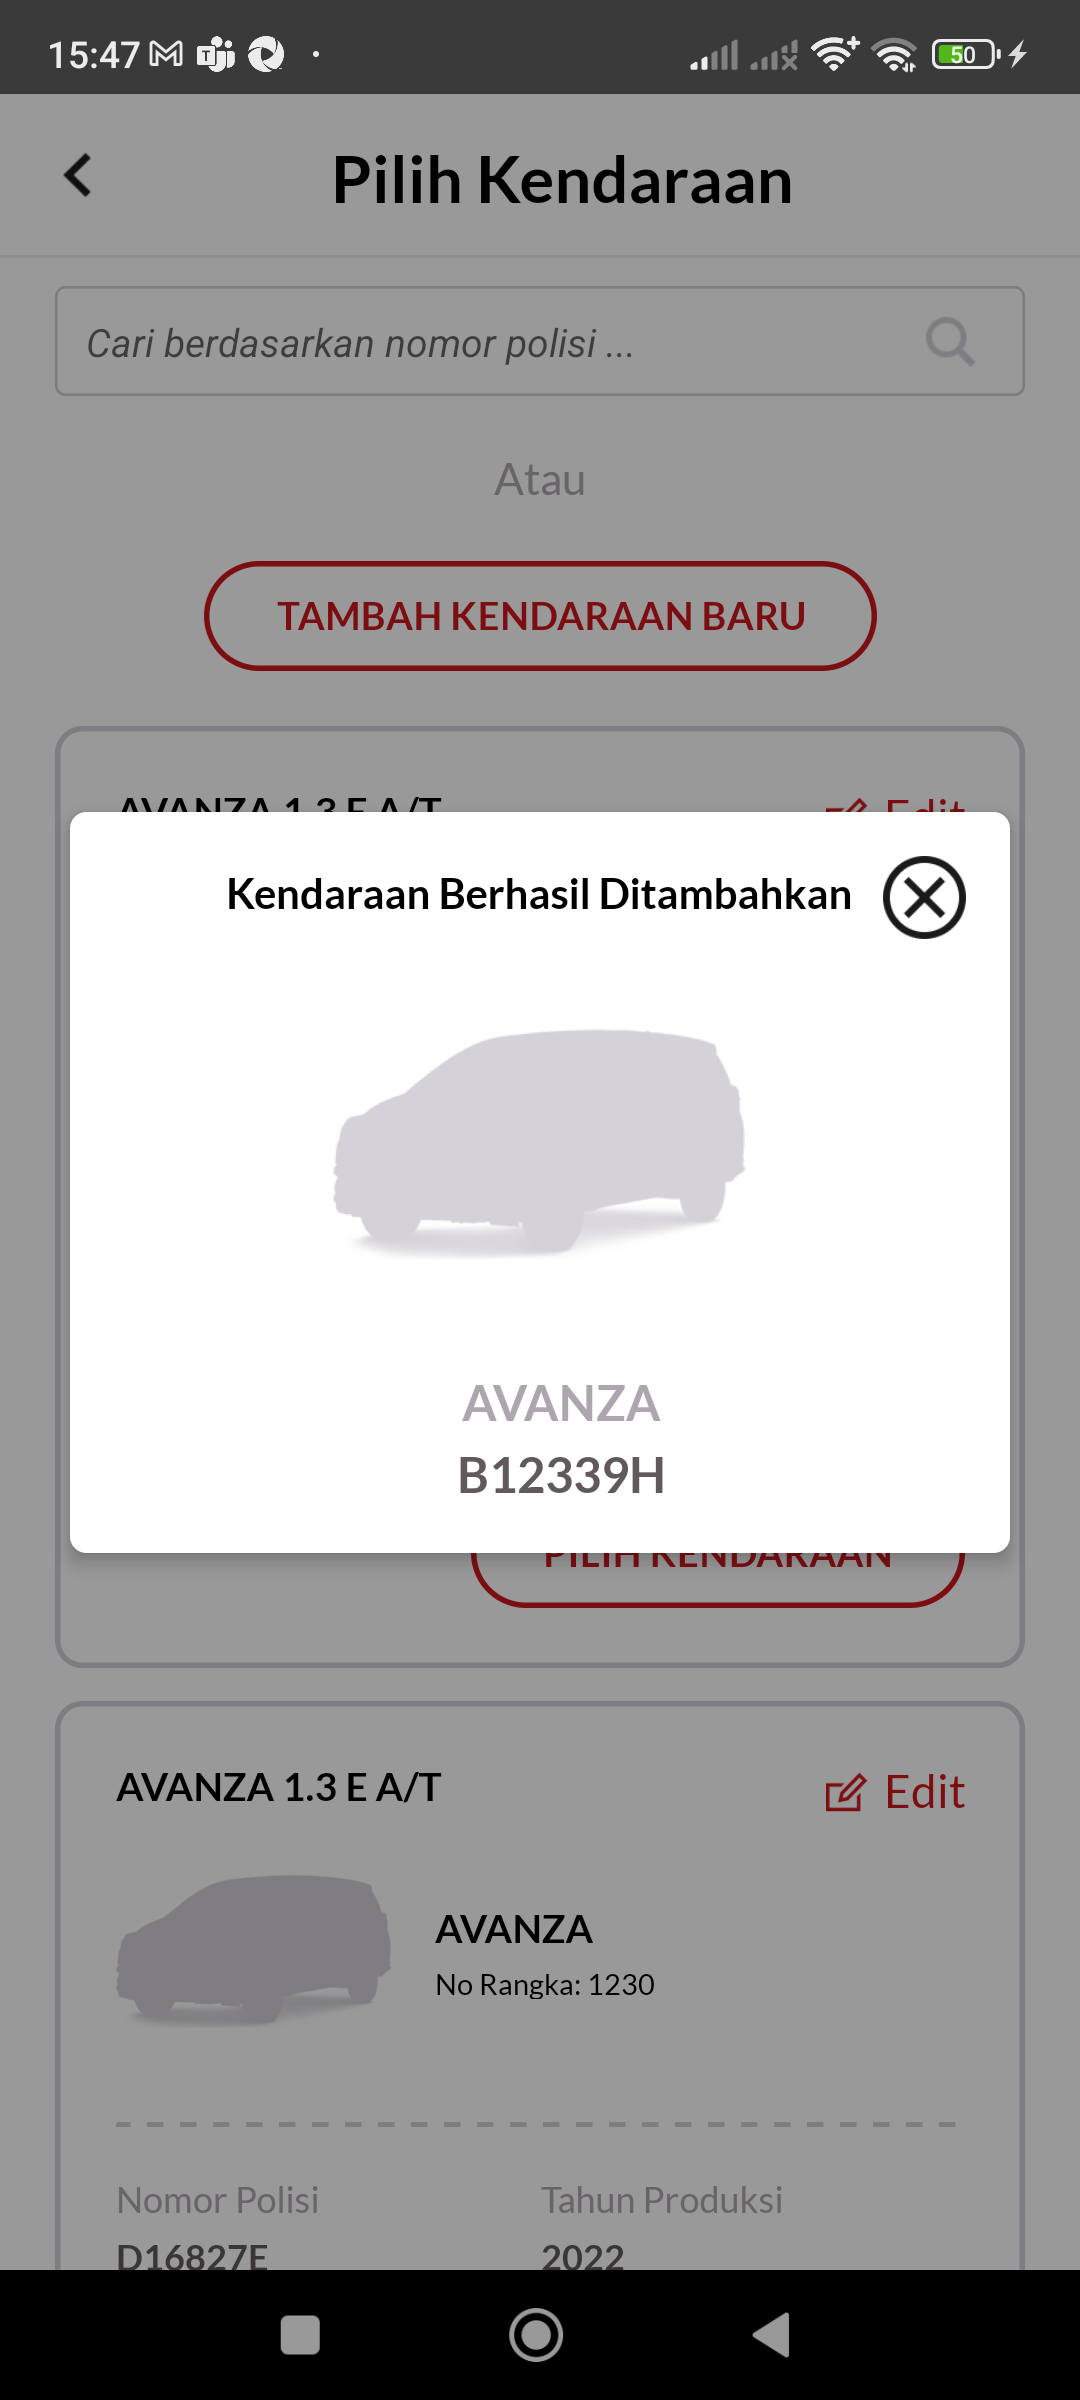 15:47
50
Pilih Kendaraan
Cari berdasarkan nomor polisi ...
Atau
TAMBAH KENDARAAN BARU
AVANZA 1.3 E A/T
Edit
Kendaraan Berhasil Ditambahkan
AVANZA
B12339H
PILIH KENDARAAN
AVANZA 1.3 E A/T
Edit
AVANZA
No Rangka: 1230
Nomor Polisi
Tahun Produksi
D16827E
2022